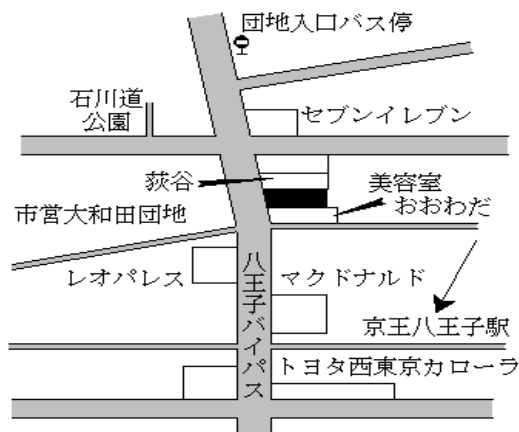 団地入口バス停
石川道
公園
セブンイレブン
荻谷
美容室
おおわだ
市営大和田団地
レオパレス
八王子バイパス
マクドナルド
京王八王子駅
トヨタ西東京カローラ